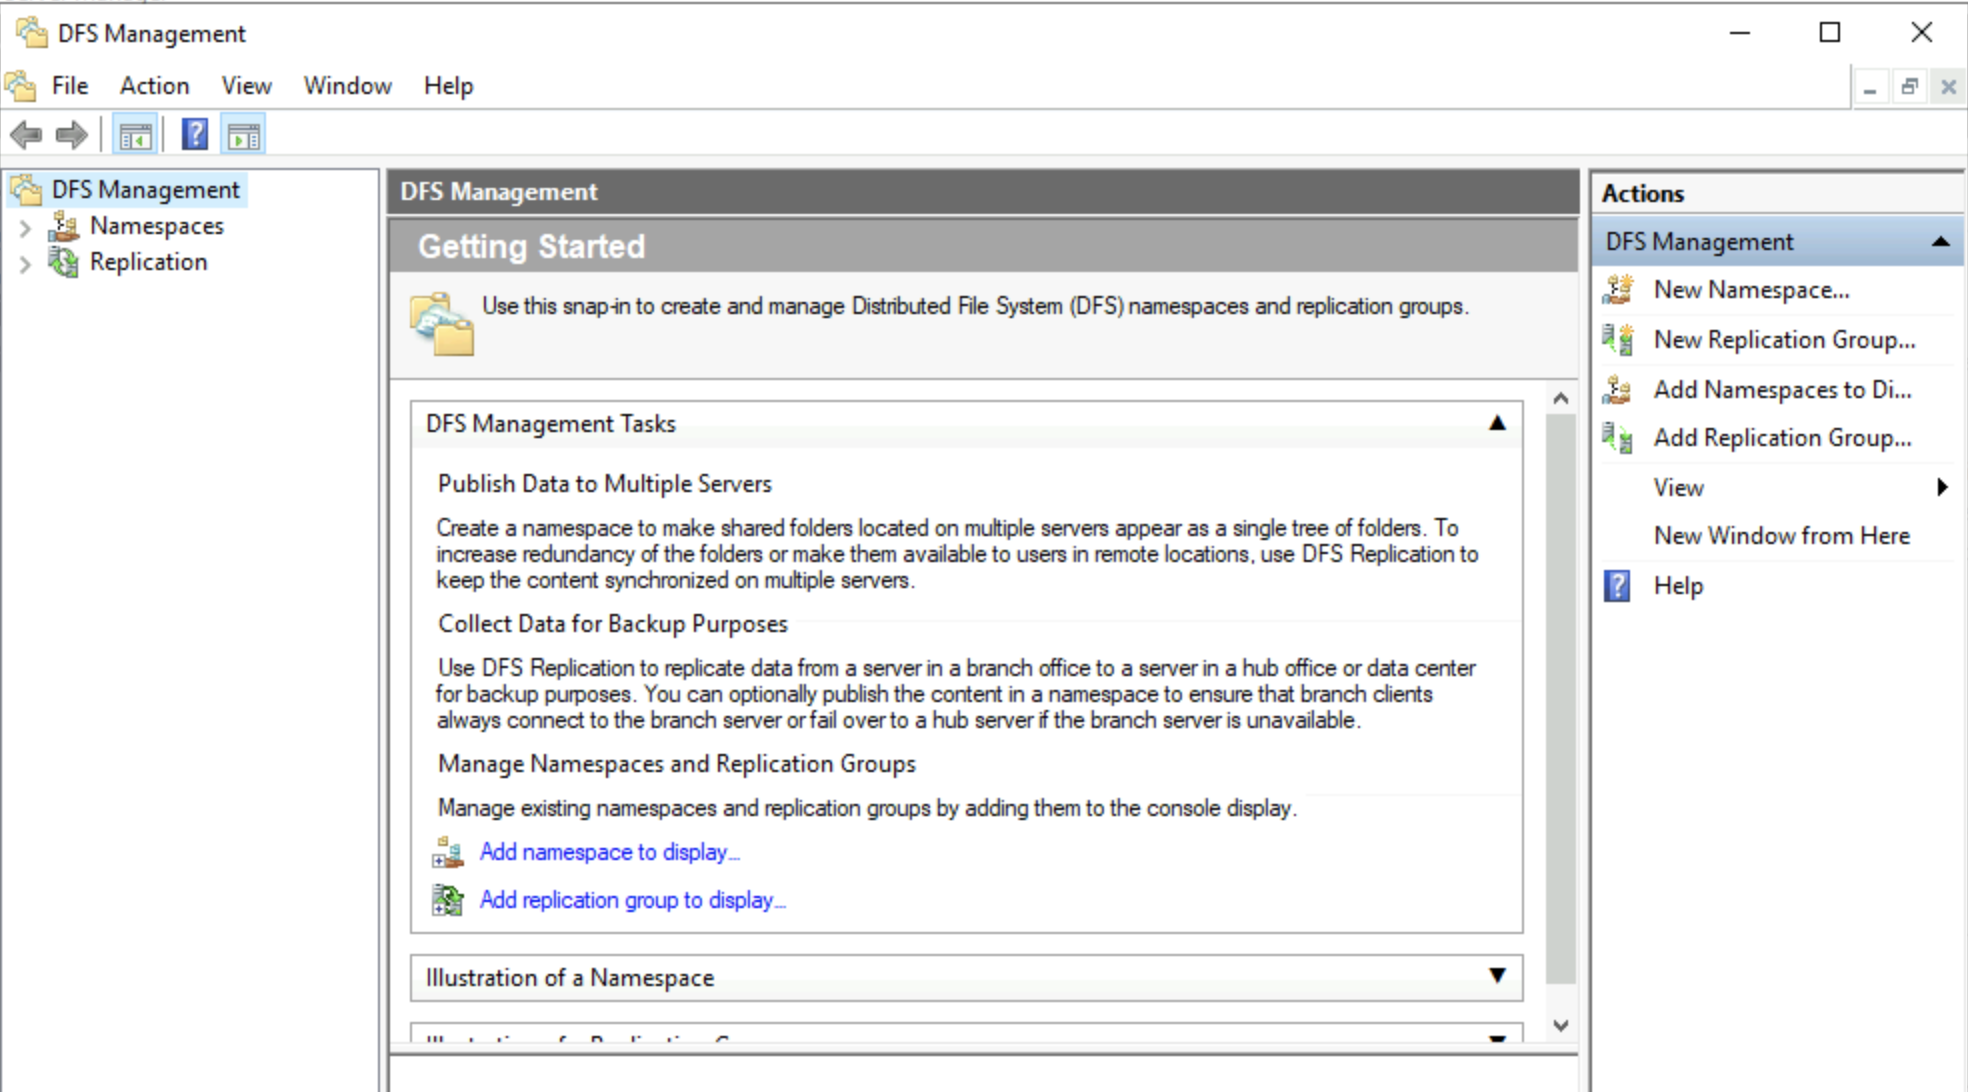 DFS Management
File Action View Window Help
DFS Management
Namespaces
Replication
DFS Management
Getting Started
Use this snap-in to create and manage Distributed File System (DFS) namespaces and replication groups.
DFS Management Tasks
Publish Data to Multiple Servers
Create a namespace to make shared folders located on multiple servers appear as a single tree of folders. To
increase redundancy of the folders or make them available to users in remote locations, use DFS Replication to
keep the content synchronized on multiple servers.
Collect Data for Backup Purposes
Use DFS Replication to replicate data from a server in a branch office to a server in a hub office or data center
for backup purposes. You can optionally publish the content in a namespace to ensure that branch clients
always connect to the branch server or fail over to a hub server if the branch server is unavailable.
Manage Namespaces and Replication Groups
Manage existing namespaces and replication groups by adding them to the console display.
Add namespace to display...
Add replication group to display...
Illustration of a Namespace
Actions
DFS Management
New Namespace...
New Replication Group...
Add Namespaces to Di...
Add Replication Group...
View
New Window from Here
Help